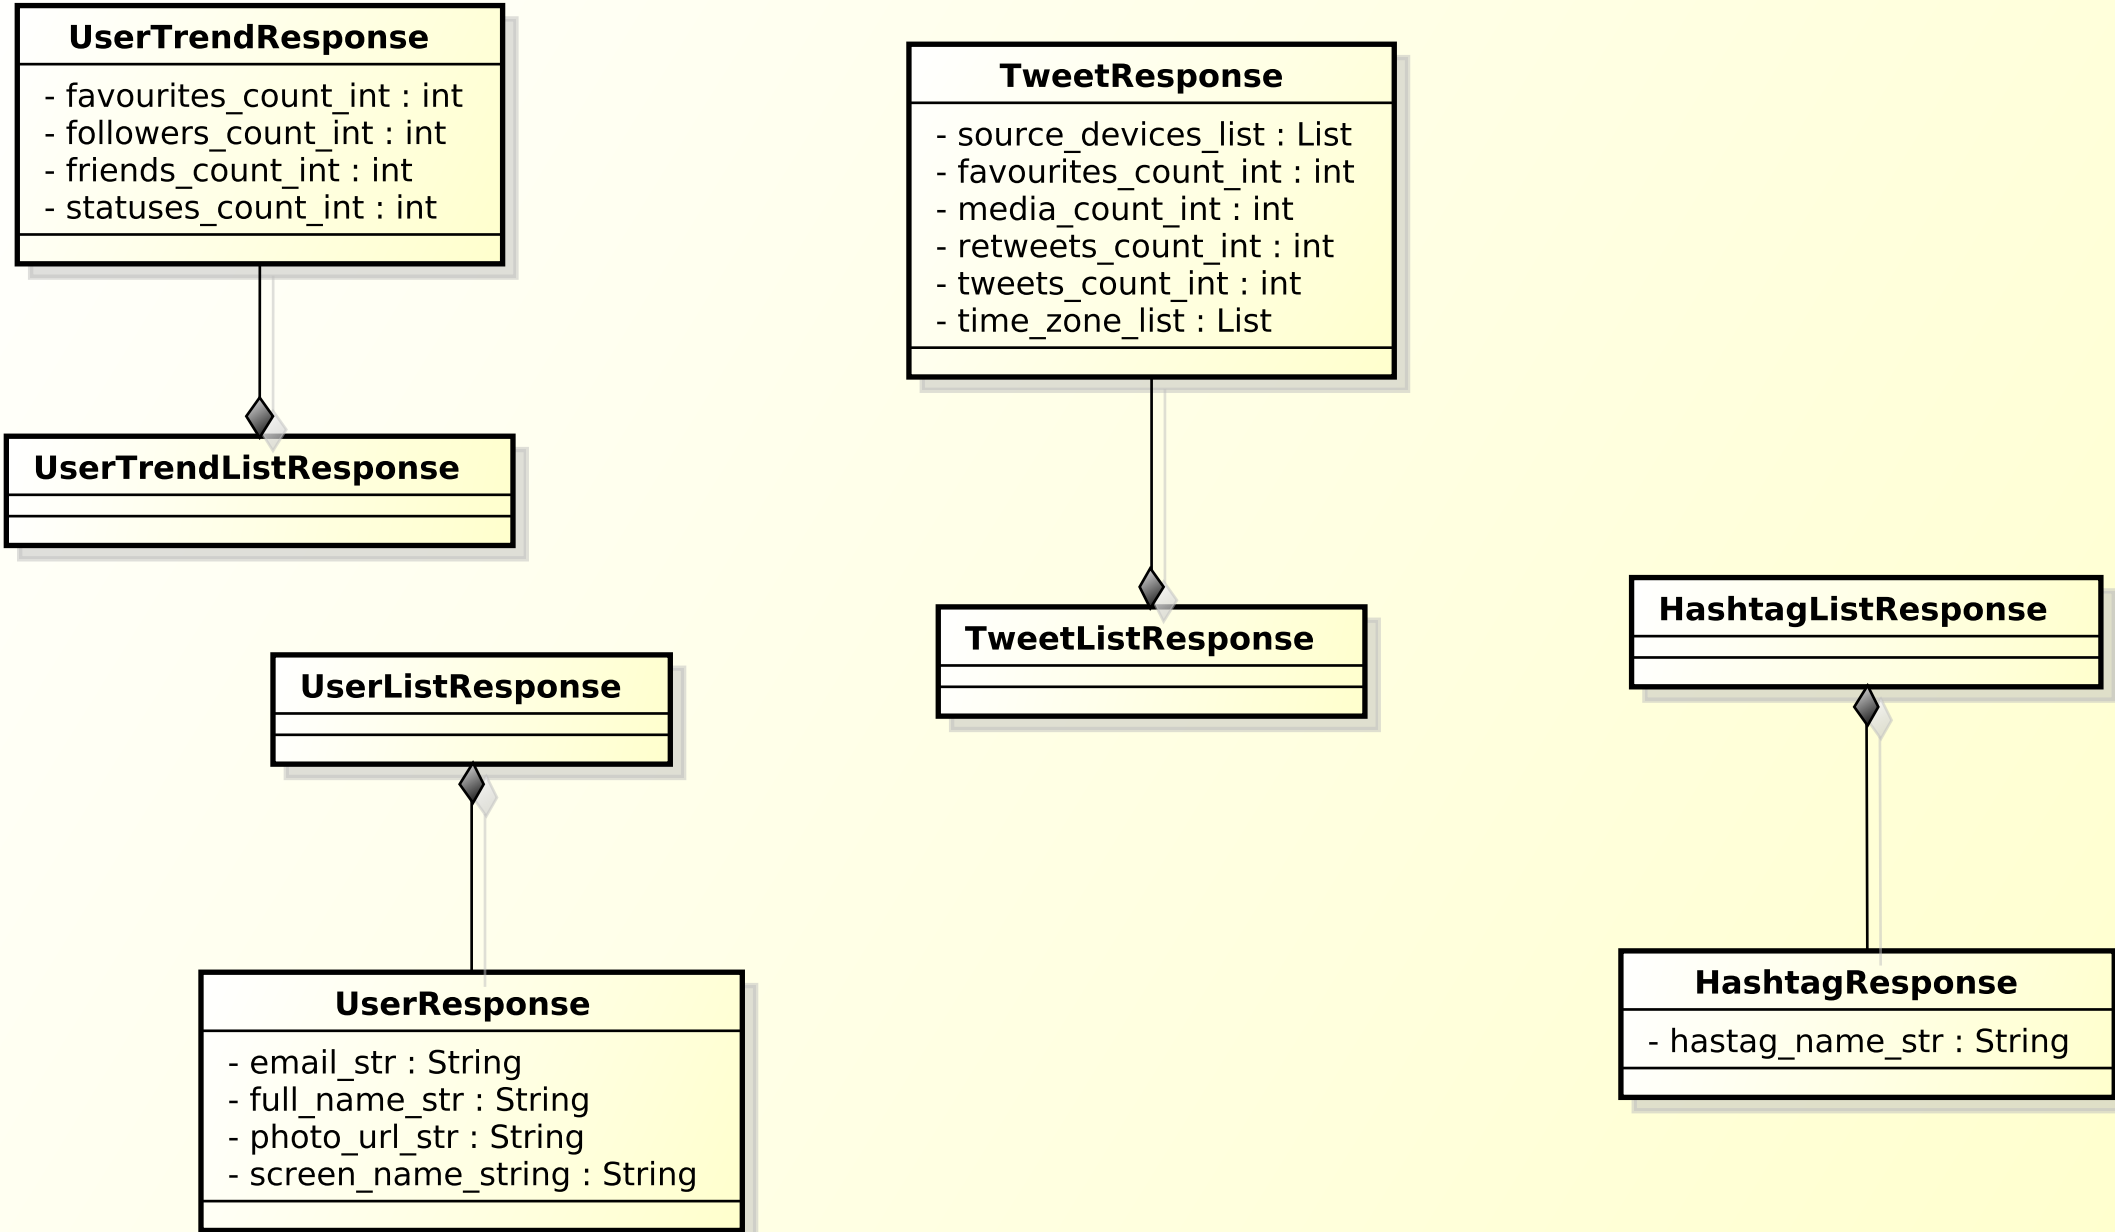 UserTrendResponse
- favourites_count_int : int
- followers_count_int : int
- friends_count_int : int
- statuses_count_int : int
UserTrendListResponse
TweetResponse
- source_devices_list : List
- favourites_count_int : int
- media_count_int : int
- retweets_count_int : int
- tweets_count_int : int
- time_zone_list : List
TweetListResponse
UserListResponse
UserResponse
- email_str : String
- full_name_str : String
- photo_url_str : String
- screen_name_string : String
HashtagListResponse
HashtagResponse
- hastag_name_str : String